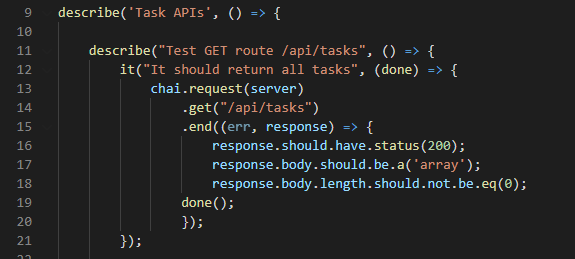 9 describe('Task APIs', () => {
10
11 describe("Test GET route /api/tasks", () => {
12 it("It should return all tasks", (done) => {
13 chai.request(server)
14 .get("/api/tasks")
15 .end((err, response) => {
16 response.should.have.status(200);
17 response.body.should.be.a('array');
18 response.body.length.should.not.be.eq(0);
19 done();
20 });
21 });